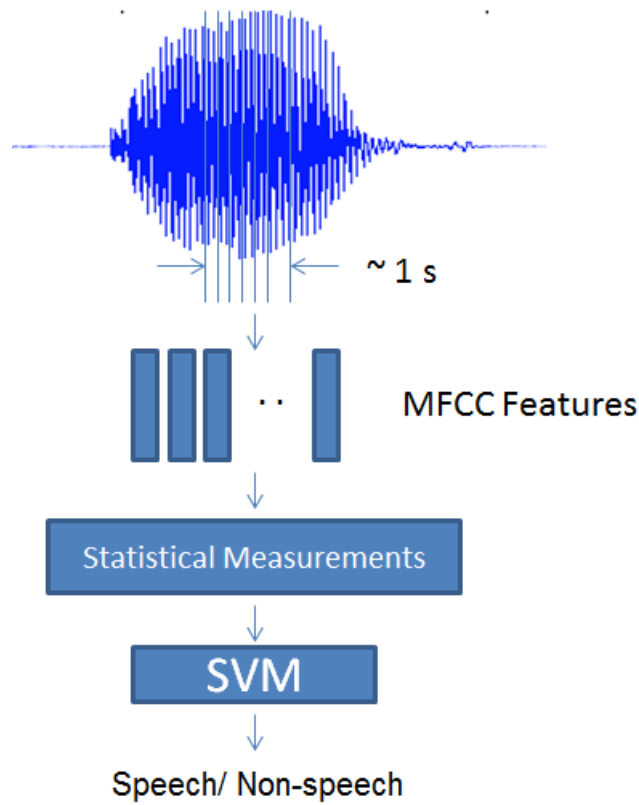 ~ 1 s
. .
MFCC Features
Statistical Measurements
SVM
Speech/ Non-speech